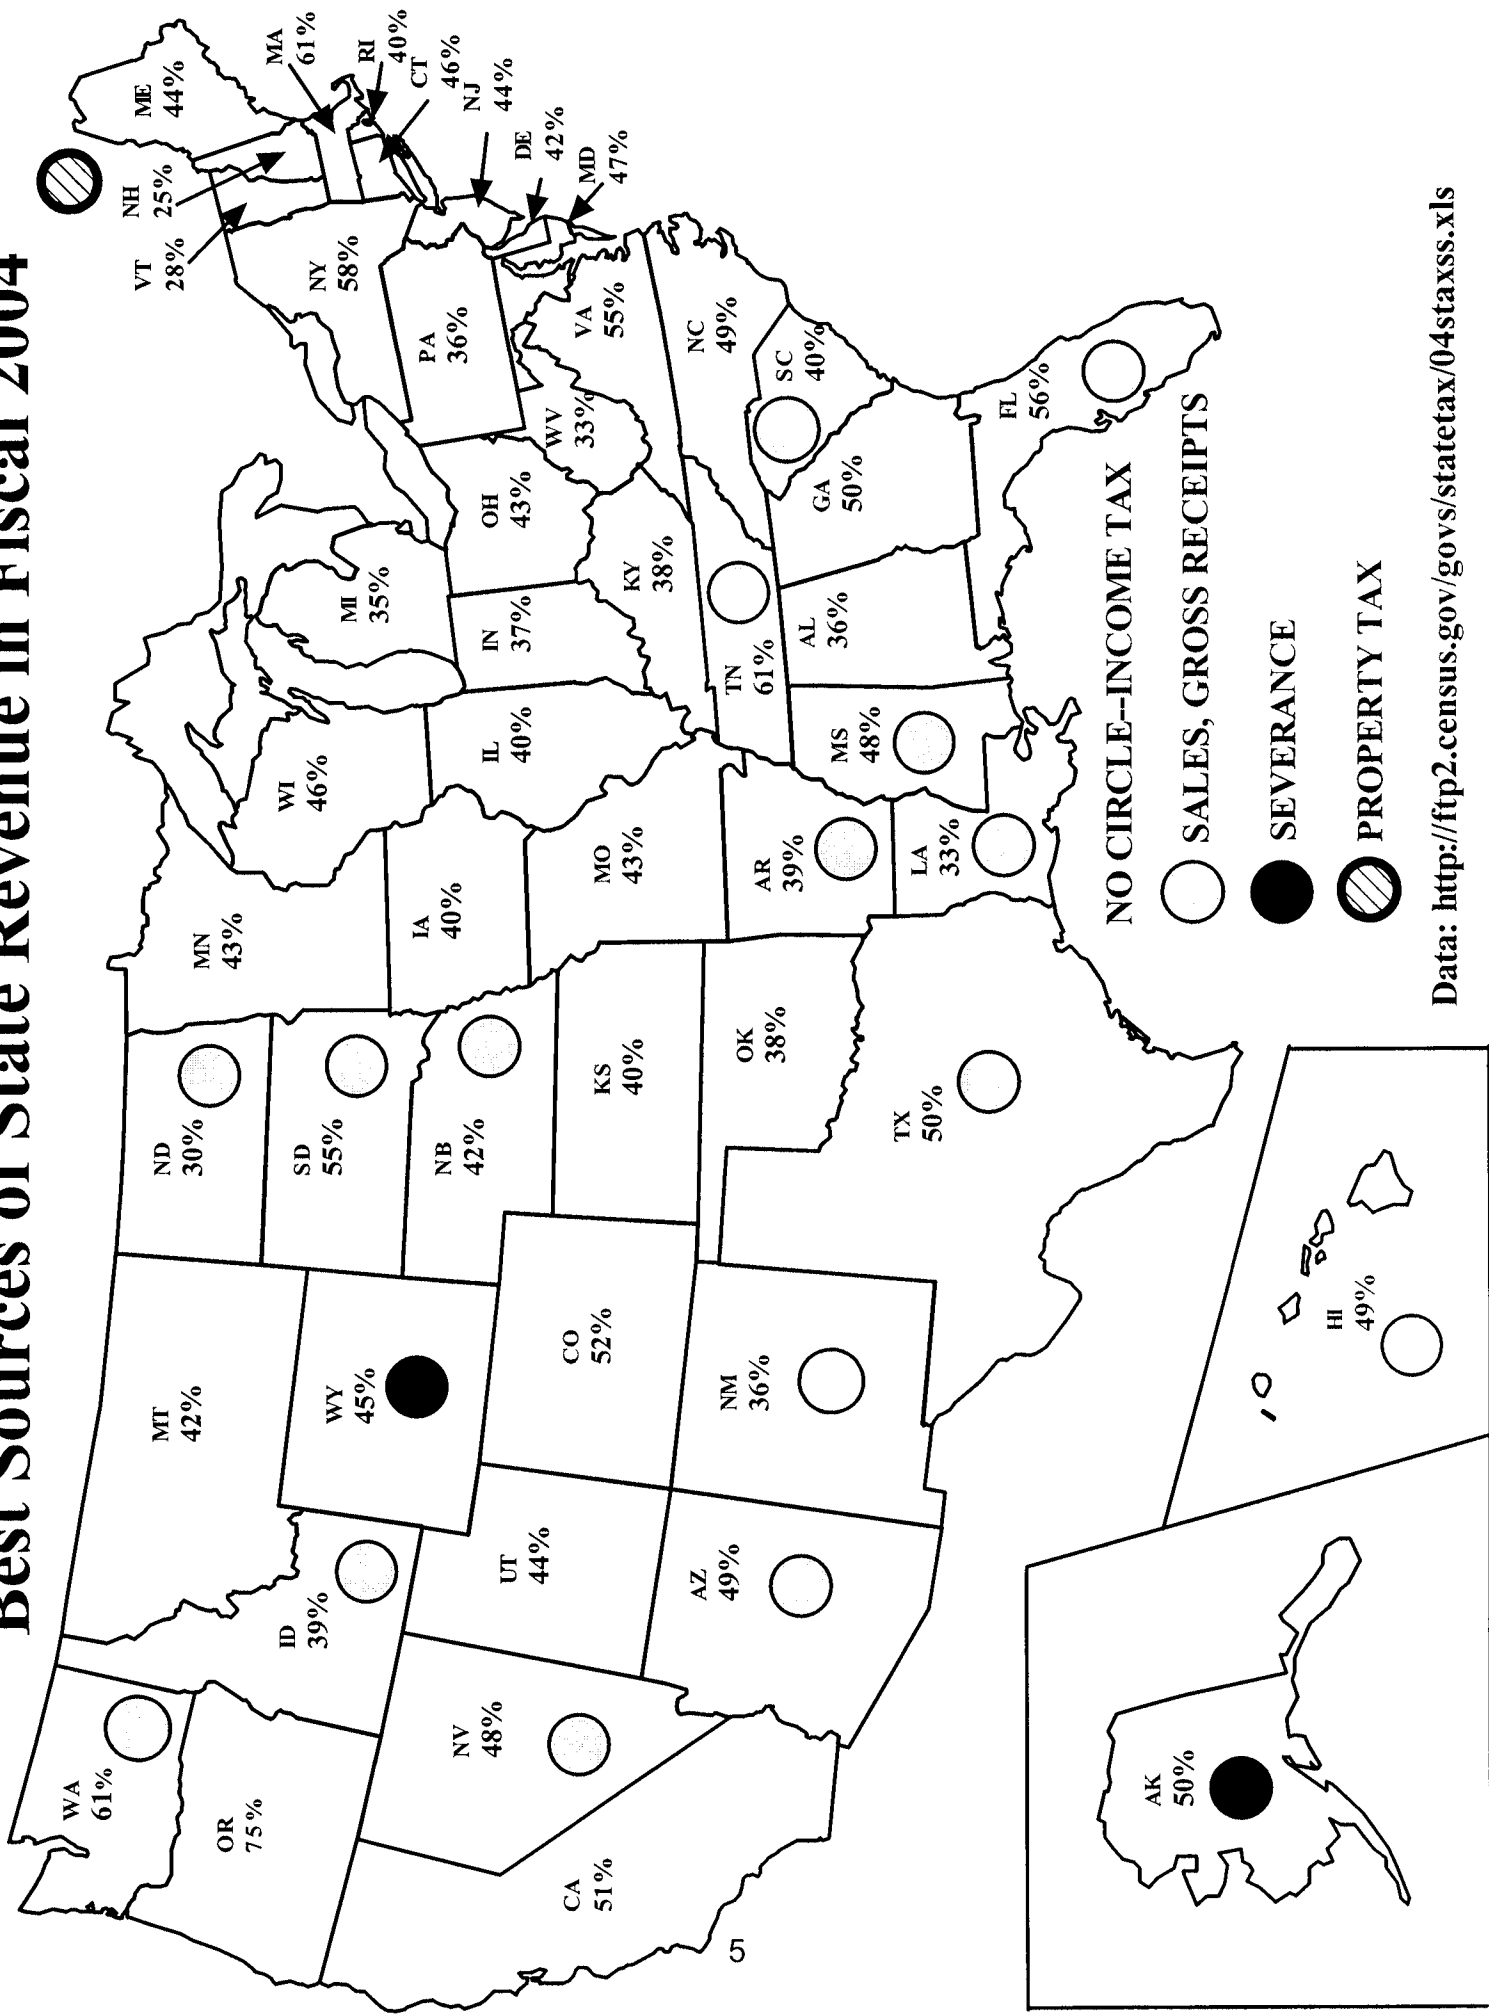 Best Sources of State Revenue in Fiscal 2004
WA
61%
OR
75%
CA
51%
NV
48%
ID
39%
MT
42%
WY
45%
UT
44%
AZ
49%
CO
52%
NM
36%
ND
30%
SD
55%
NB
42%
KS
40%
OK
38%
TX
50%
MN
43%
IA
40%
MO
43%
AR
39%
LA
33%
WI
46%
IL
40%
MS
48%
MI
35%
IN
37%
OH
43%
KY
38%
TN
61%
AL
36%
GA
50%
FL
56%
SC
40%
NC
49%
VA
55%
WV
33%
PA
36%
NY
58%
VT
28%
NH
25%
ME
44%
MA
61%
RI
40%
CT
46%
NJ
44%
DE
42%
MD
47%
AK
50%
HI
49%
NO CIRCLE--INCOME TAX
SALES, GROSS RECEIPTS
SEVERANCE
PROPERTY TAX
Data: http://ftp2.census.gov/govs/statetax/04staxss.xls
5